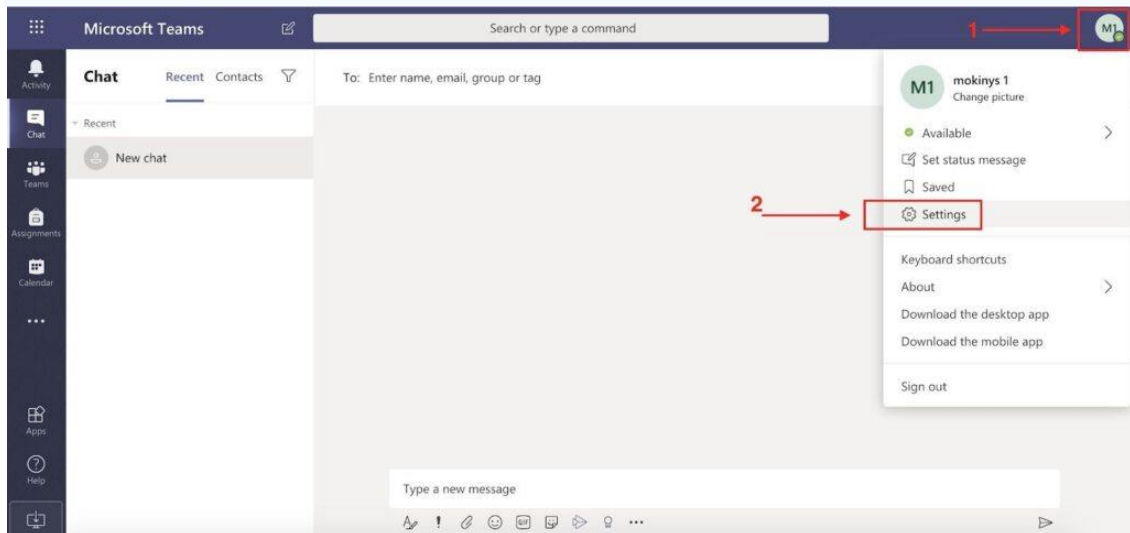 Microsoft Teams
Search or type a command
1
M1
Activity
Chat
Teams
Assignments
Calendar
Apps
Help
Chat
Recent
Contacts
Recent
New chat
To: Enter name, email, group or tag
M1
mokinys 1
Change picture
Available
Set status message
Saved
2
Settings
Keyboard shortcuts
About
Download the desktop app
Download the mobile app
Sign out
Type a new message
GIF